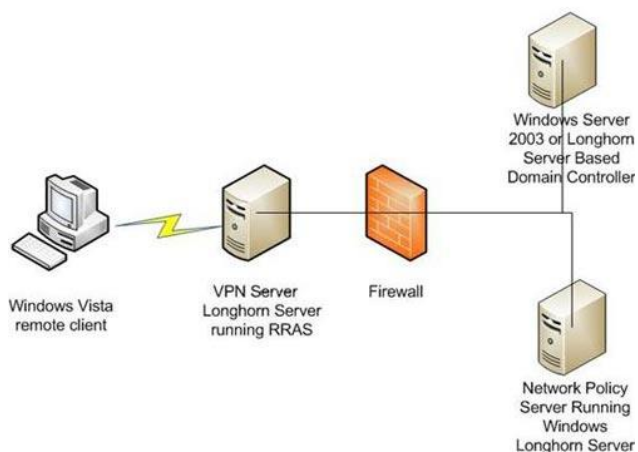 Windows Server
2003 or Longhorn
Server Based
Domain Controller
Windows Vista
remote client
VPN Server
Longhorn Server
running RRAS
Firewall
Network Policy
Server Running
Windows
Longhorn Server